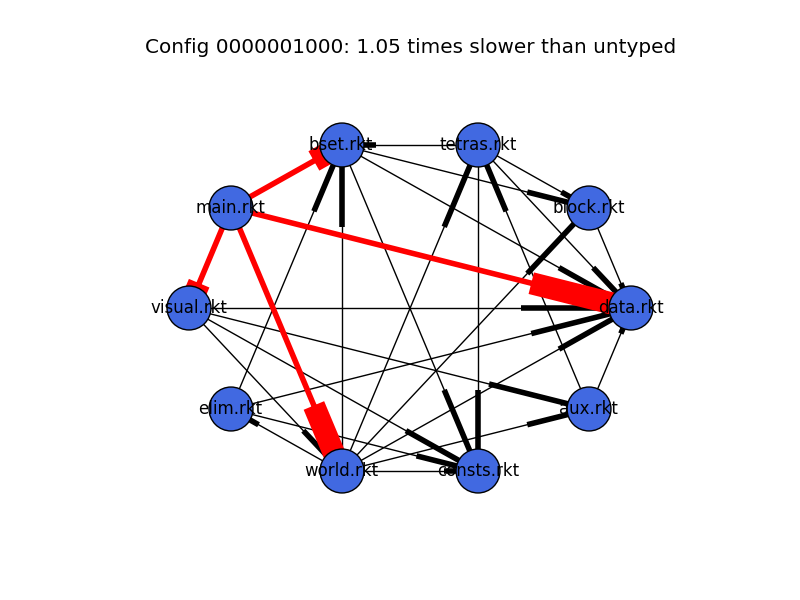 Config 0000001000: 1.05 times slower than untyped
bset.rkt
tetras.rkt
main.rkt
block.rkt
visual.rkt
data.rkt
elim.rkt
aux.rkt
world.rkt
consts.rkt